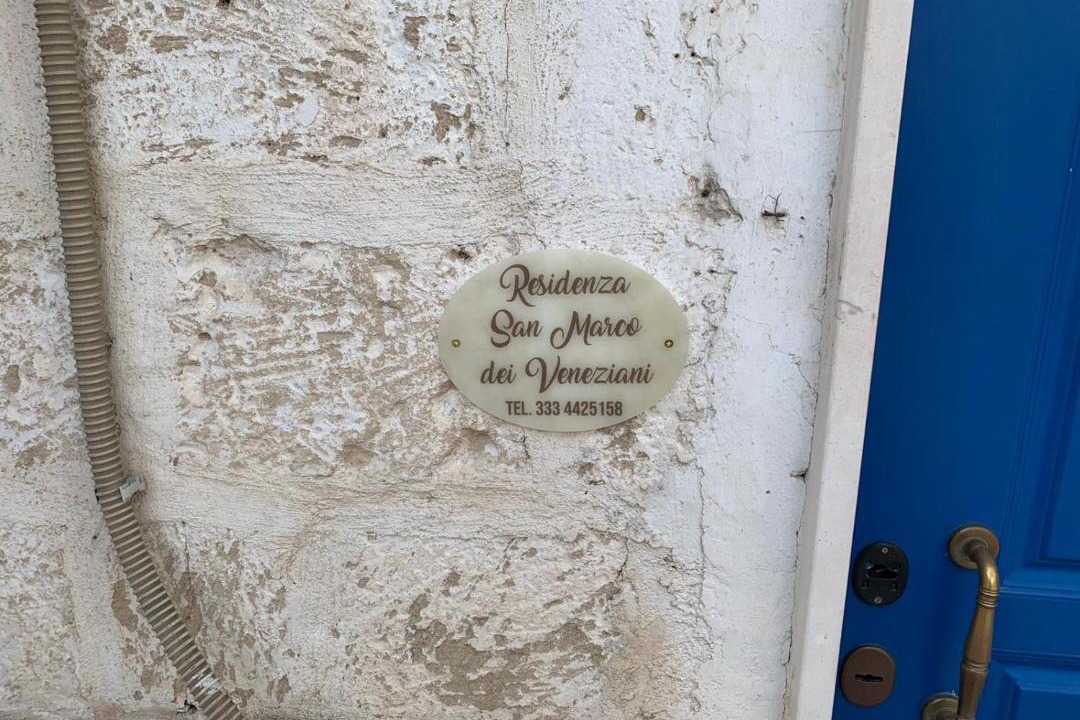 Residenza
San Marco
dei Veneziani
TEL. 333 4425158